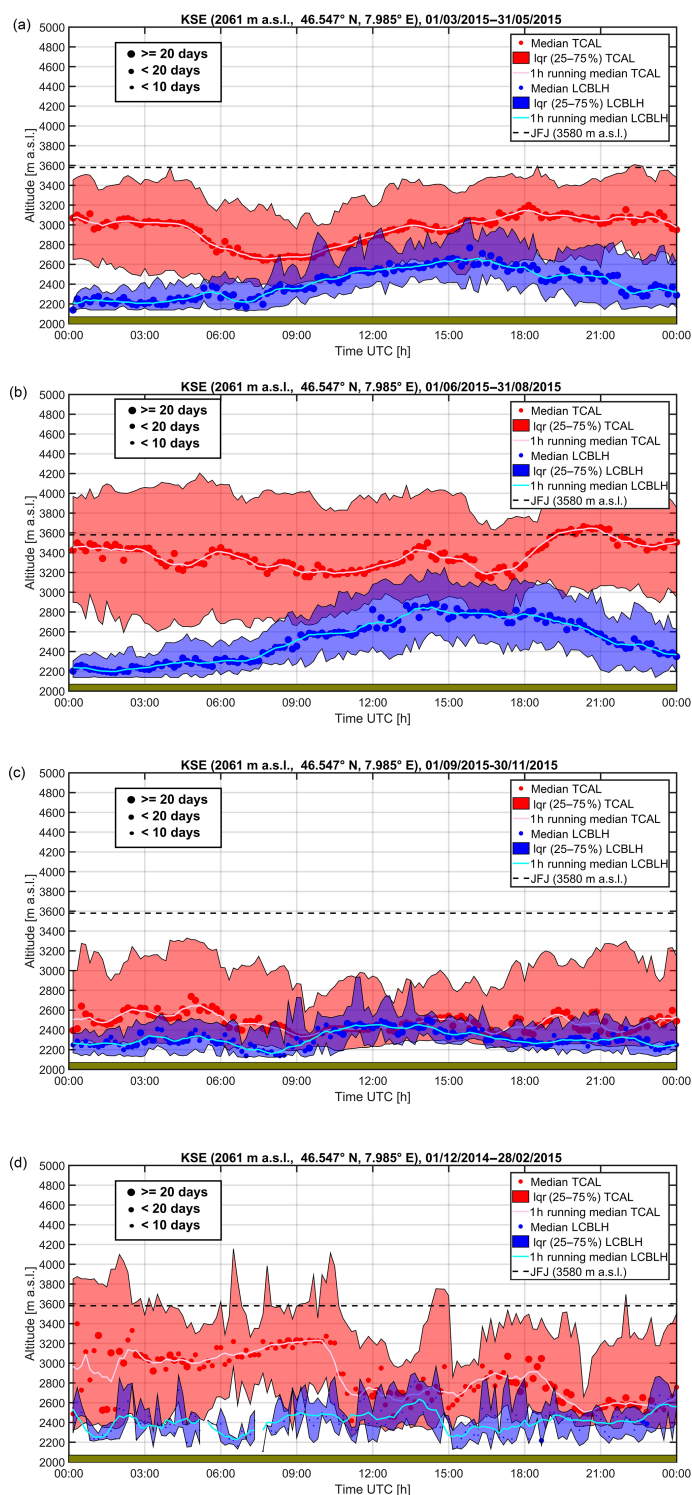 (a)
KSE (2061 m a.s.l.,  46.547° N, 7.985° E), 01/03/2015–31/05/2015
5000
4800
4600
4400
4200
4000
3800
3600
3400
3200
3000
2800
2600
2400
2200
2000
Altitude [m a.s.l.]
>= 20 days
< 20 days
< 10 days
Median TCAL
Iqr (25–75%) TCAL
1h running median TCAL
Median LCBLH
Iqr (25–75%) LCBLH
1h running median LCBLH
JFJ (3580 m a.s.l.)
00:00 03:00 06:00 09:00 12:00 15:00 18:00 21:00 00:00
Time UTC [h]
(b)
KSE (2061 m a.s.l.,  46.547° N, 7.985° E), 01/06/2015–31/08/2015
5000
4800
4600
4400
4200
4000
3800
3600
3400
3200
3000
2800
2600
2400
2200
2000
Altitude [m a.s.l.]
>= 20 days
< 20 days
< 10 days
Median TCAL
Iqr (25–75%) TCAL
1h running median TCAL
Median LCBLH
Iqr (25–75%) LCBLH
1h running median LCBLH
JFJ (3580 m a.s.l.)
00:00 03:00 06:00 09:00 12:00 15:00 18:00 21:00 00:00
Time UTC [h]
(c)
KSE (2061 m a.s.l.,  46.547° N, 7.985° E), 01/09/2015-30/11/2015
5000
4800
4600
4400
4200
4000
3800
3600
3400
3200
3000
2800
2600
2400
2200
2000
Altitude [m a.s.l.]
>= 20 days
< 20 days
< 10 days
Median TCAL
Iqr (25–75%) TCAL
1h running median TCAL
Median LCBLH
Iqr (25–75%) LCBLH
1h running median LCBLH
JFJ (3580 m a.s.l.)
00:00 03:00 06:00 09:00 12:00 15:00 18:00 21:00 00:00
Time UTC [h]
(d)
KSE (2061 m a.s.l.,  46.547° N, 7.985° E), 01/12/2014–28/02/2015
5000
4800
4600
4400
4200
4000
3800
3600
3400
3200
3000
2800
2600
2400
2200
2000
Altitude [m a.s.l.]
>= 20 days
< 20 days
< 10 days
Median TCAL
Iqr (25–75%) TCAL
1h running median TCAL
Median LCBLH
Iqr (25–75%) LCBLH
1h running median LCBLH
JFJ (3580 m a.s.l.)
00:00 03:00 06:00 09:00 12:00 15:00 18:00 21:00 00:00
Time UTC [h]